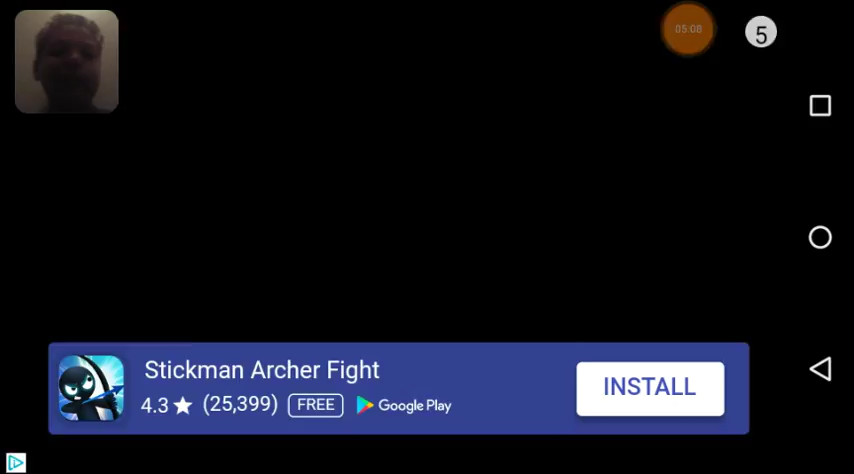 05:08
5
Stickman Archer Fight
4.3★ (25,399) FREE Google Play
INSTALL